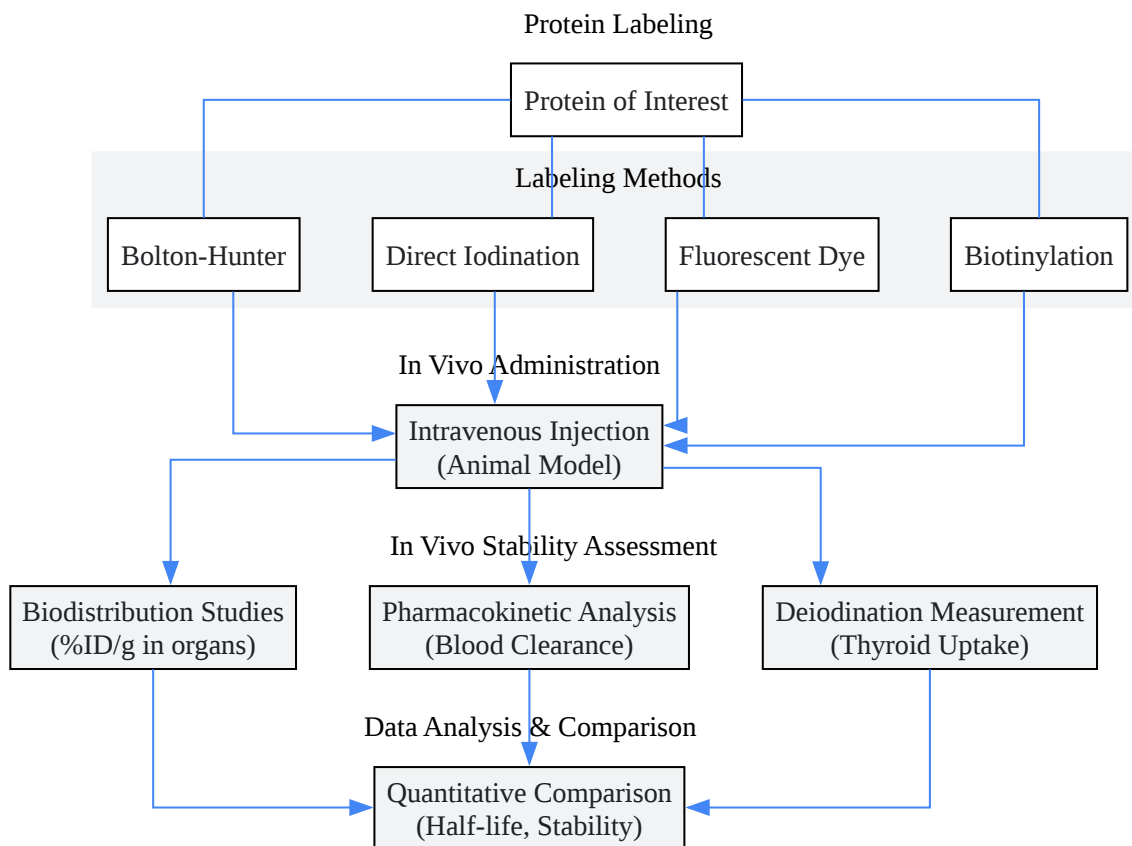 Protein Labeling
Protein of Interest
Labeling Methods
Bolton-Hunter
Direct Iodination
Fluorescent Dye
Biotinylation
In Vivo Administration
Intravenous Injection
(Animal Model)
In Vivo Stability Assessment
Biodistribution Studies
(%ID/g in organs)
Pharmacokinetic Analysis
(Blood Clearance)
Deiodination Measurement
(Thyroid Uptake)
Data Analysis & Comparison
Quantitative Comparison
(Half-life, Stability)